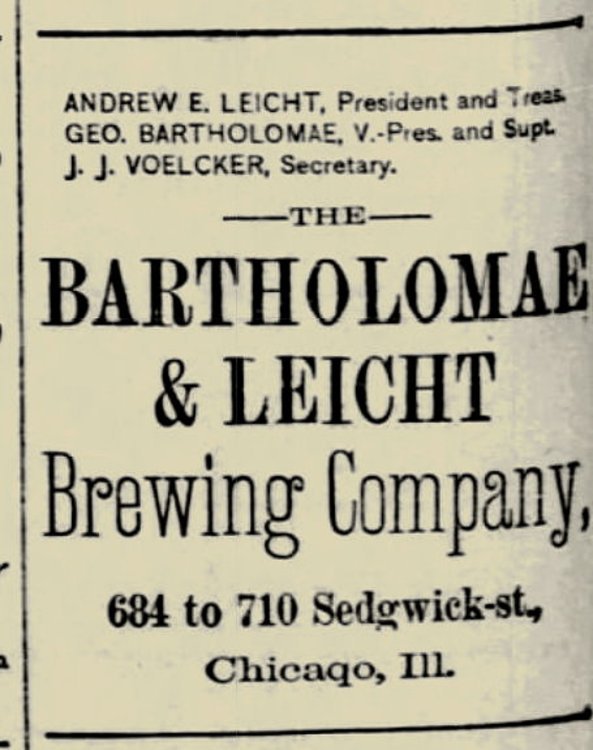 ANDREW E. LEICHT, President and Treas.
GEO. BARTHOLOMAE, V.-Pres. and Supt.
J. J. VOELCKER, Secretary.
THE
BARTHOLOMAE
& LEICHT
Brewing Company,
684 to 710 Sedgwick-st.,
Chicago, Ill.